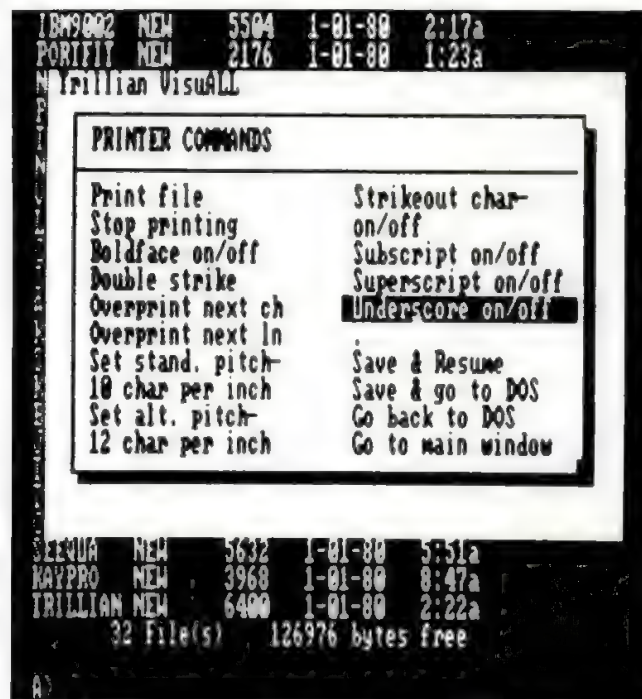 IBM9002 NEW 5504 1-01-80 2:17a
PORTFIT NEW 2176 1-01-80 1:23a
Trillian VisuALL
PRINTER COMMANDS
Print file
Stop printing
Boldface on/off
Double strike
Overprint next ch
Overprint next ln
Set stand. pitch-
10 char per inch
Set alt. pitch-
12 char per inch
Strikeout char-
on/off
Subscript on/off
Superscript on/off
Underscore on/off
.
Save & Resume
Save & go to DOS
Go back to DOS
Go to main window
SEEQUA NEW 5632 1-01-80 5:51a
KAYPRO NEW 3968 1-01-80 8:47a
TRILLIAN NEW 6400 1-01-80 2:22a
32 File(s) 126976 bytes free
A>